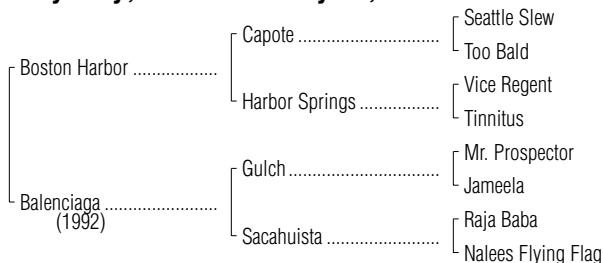 Seattle Slew
Capote
Too Bald
Boston Harbor
Vice Regent
Harbor Springs
Tinnitus
Mr. Prospector
Gulch
Jameela
Balenciaga
(1992)
Raja Baba
Sacahuista
Nalees Flying Flag